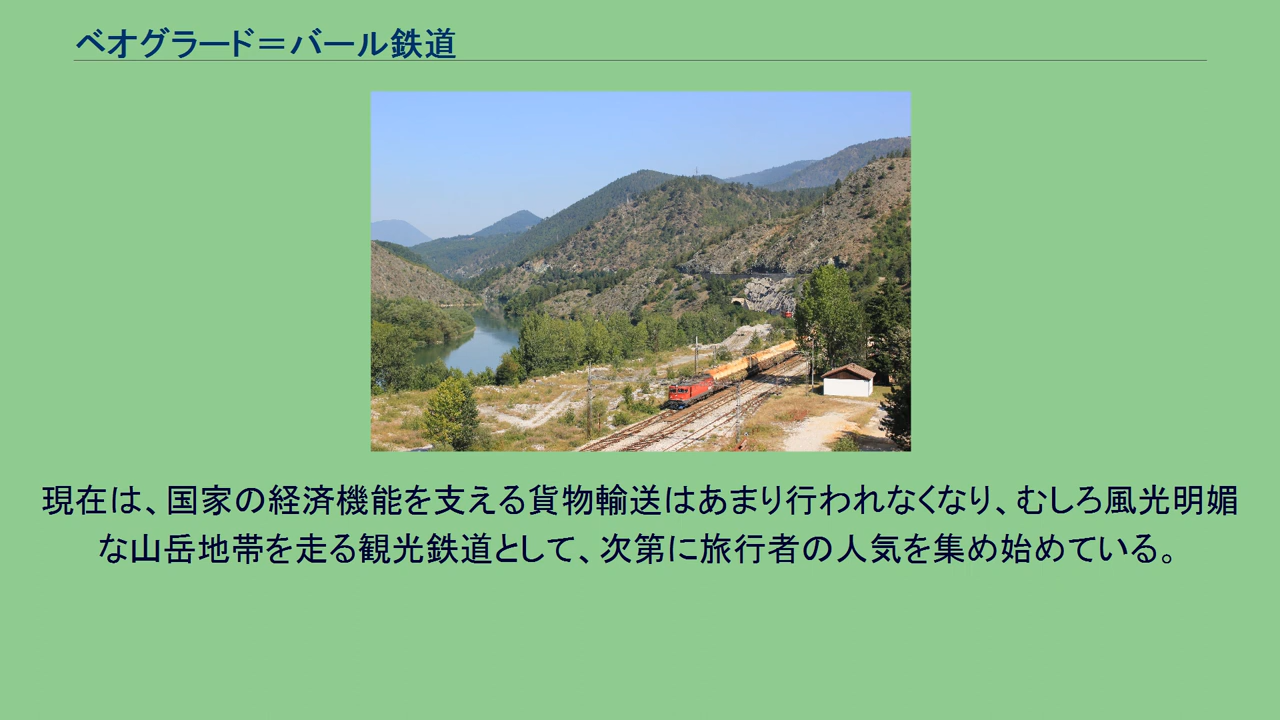 ベオグラード＝バール鉄道
現在は、国家の経済機能を支える貨物輸送はあまり行われなくなり、むしろ風光明媚
な山岳地帯を走る観光鉄道として、次第に旅行者の人気を集め始めている。